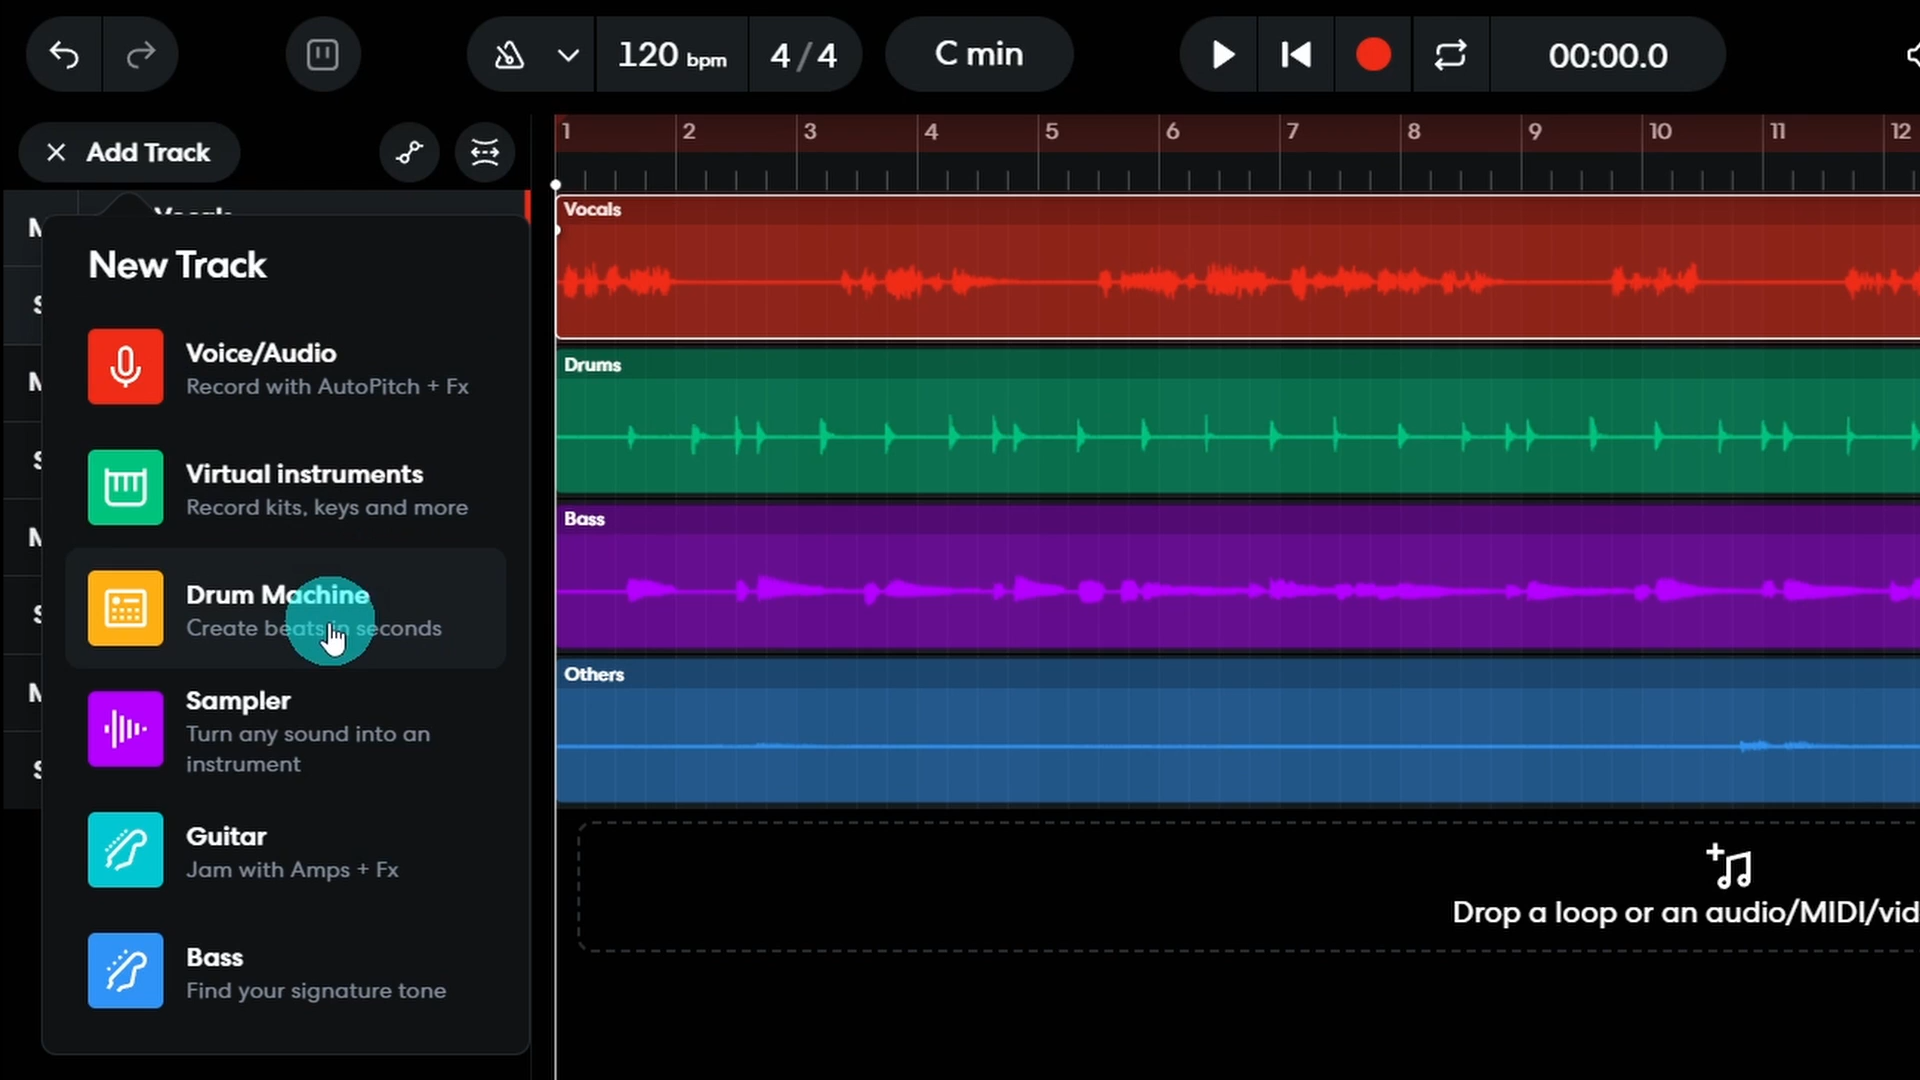 120 bpm
4/4
C min
00:00.0
Add Track
1 2 3 4 5 6 7 8 9 10 11 12
Vocals
New Track
Voice/Audio
Record with AutoPitch + Fx
Virtual instruments
Record kits, keys and more
Drum Machine
Create beats in seconds
Sampler
Turn any sound into an
instrument
Guitar
Jam with Amps + Fx
Bass
Find your signature tone
Vocals
Drums
Bass
Others
Drop a loop or an audio/MIDI/vid